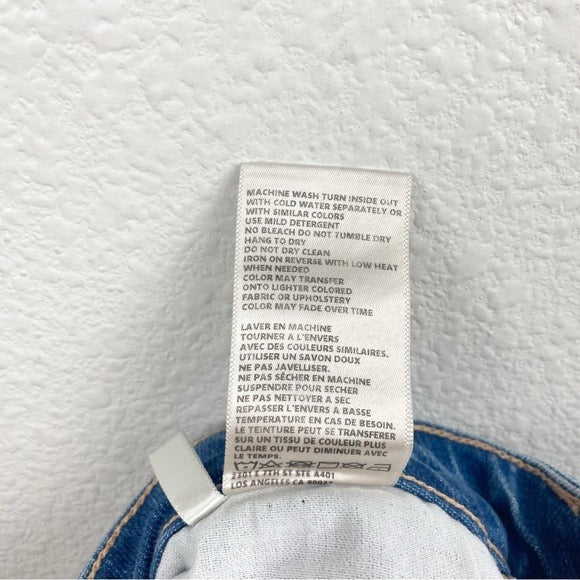 MACHINE WASH TURN INSIDE OUT
WITH COLD WATER SEPARATELY OR
WITH SIMILAR COLORS
USE MILD DETERGENT
NO BLEACH DO NOT TUMBLE DRY
HANG TO DRY
DO NOT DRY CLEAN
IRON ON REVERSE WITH LOW HEAT
WHEN NEEDED
COLOR MAY TRANSFER
ONTO LIGHTER COLORED
FABRIC OR UPHOLSTERY
COLOR MAY FADE OVER TIME
LAVER EN MACHINE
TOURNER A L'ENVERS
AVEC DES COULEURS SIMILAIRES.
UTILISER UN SAVON DOUX
NE PAS JAVELLISER.
NE PAS SÉCHER EN MACHINE
SUSPENDRE POUR SECHER
NE PAS NETTOYER A SEC
REPASSER L'ENVERS A BASSE
TEMPERATURE EN CAS DE BESOIN.
LE TEINTURE PEUT SE TRANSFERER
SUR UN TISSU DE COULEUR PLUS
CLAIRE OU PEUT DIMINUER AVEC
LE TEMPS.
2301 E 7TH ST STE A401
LOS ANGELES CA